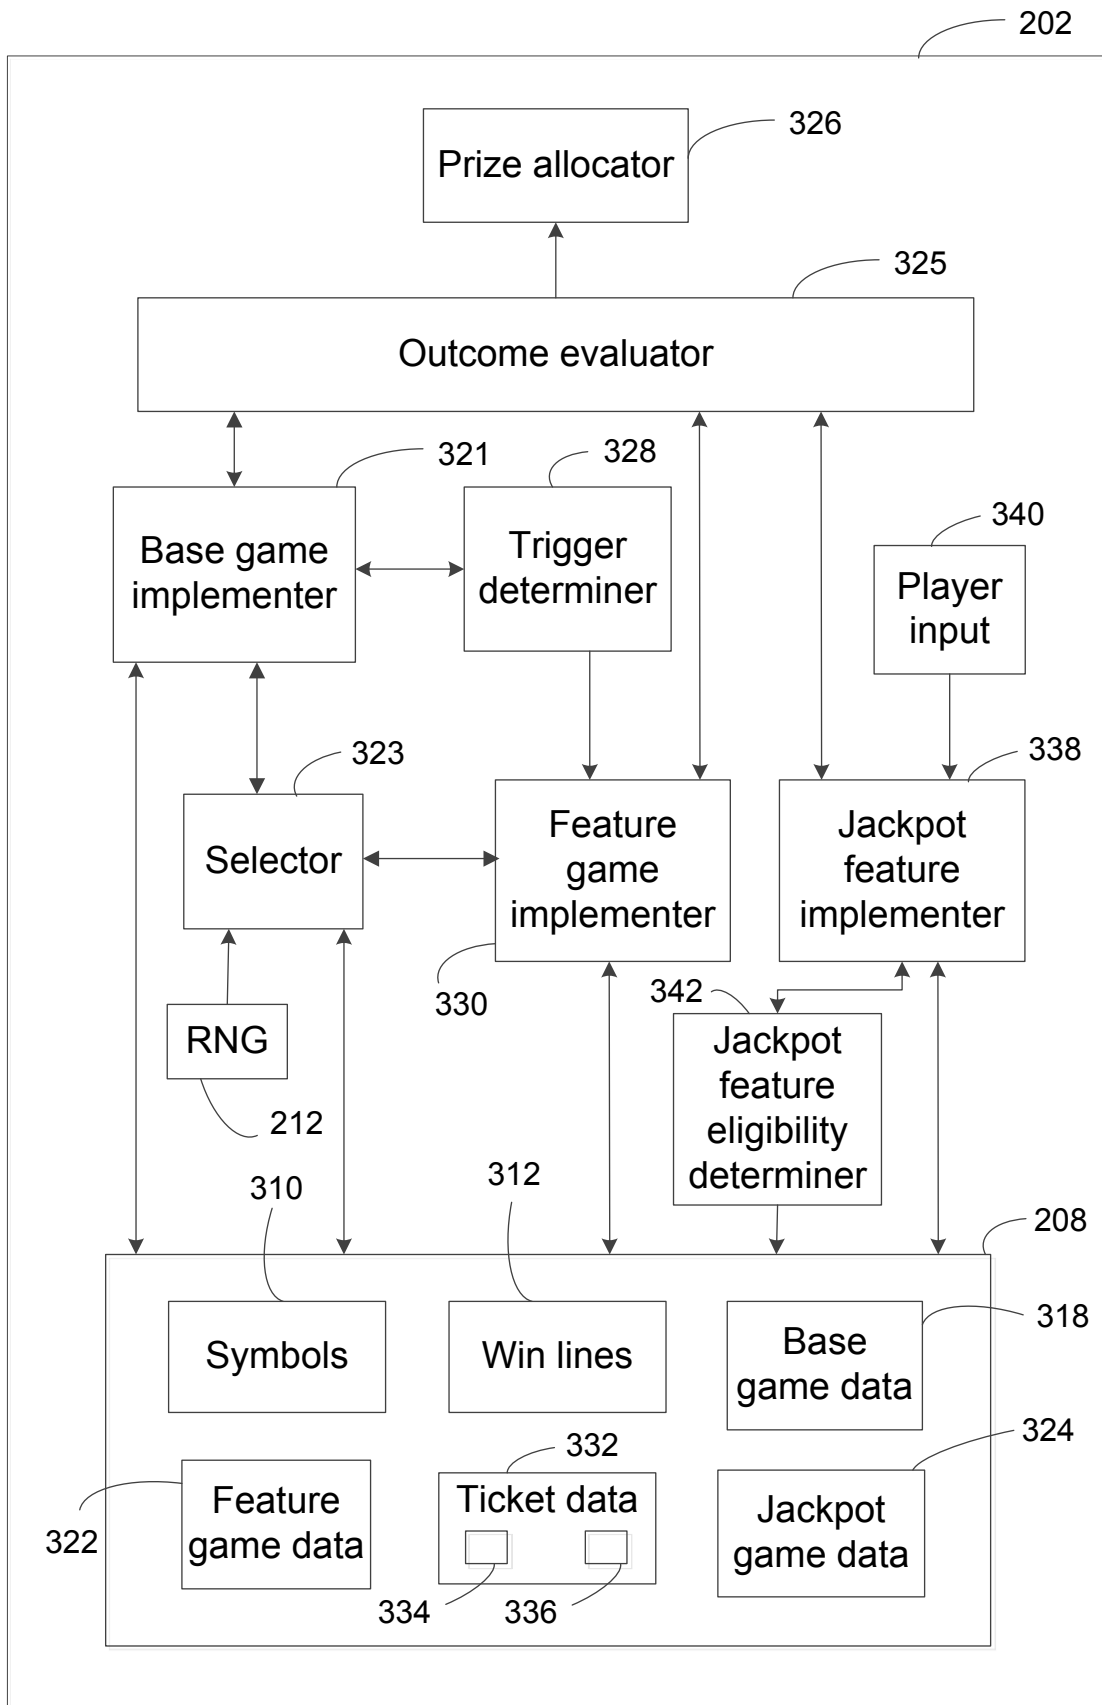 202
326
Prize allocator
325
Outcome evaluator
321
328
340
Base game
implementer
Trigger
determiner
Player
input
323
338
Selector
Feature
game
implementer
Jackpot
feature
implementer
330
342
RNG
Jackpot
feature
eligibility
determiner
212
310
312
208
318
Symbols
Win lines
Base
game data
332
324
Feature
game data
Ticket data
Jackpot
game data
322
334
336